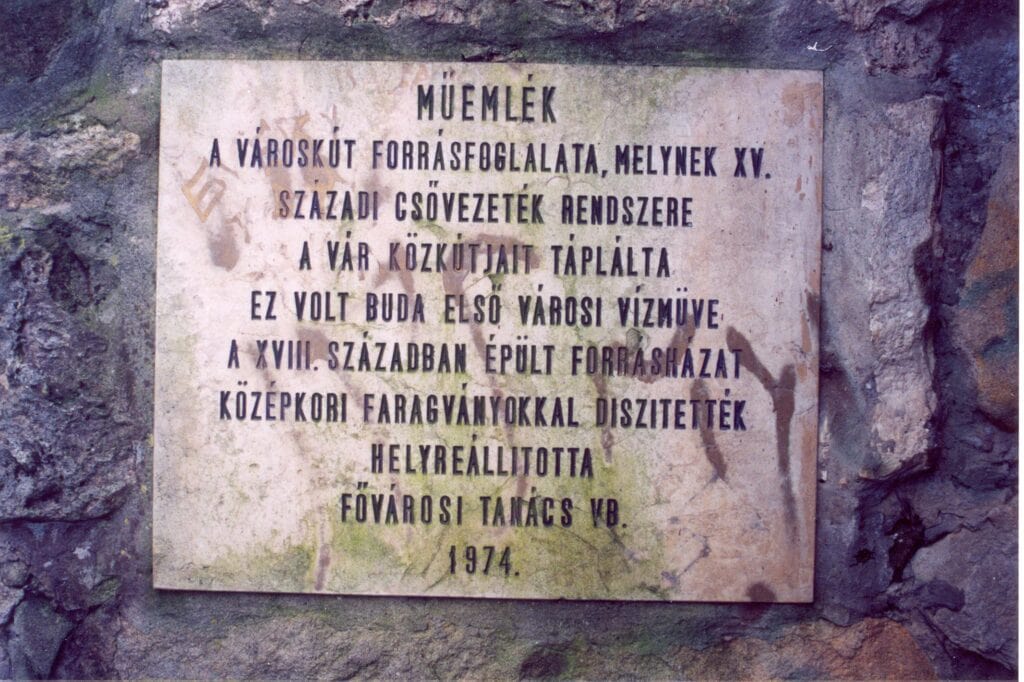 MŰEMLÉK
A VÁROSKÚT FORRÁSFOGLALATA, MELYNEK XV.
SZÁZADI CSŐVEZETÉK RENDSZERE
A VÁR KÖZKÚTJAIT TÁPLÁLTA
EZ VOLT BUDA ELSŐ VÁROSI VÍZMŰVE
A XVIII. SZÁZADBAN ÉPÜLT FORRÁSHÁZAT
KÖZÉPKORI FARAGVÁNYOKKAL DISZITETTÉK
HELYREÁLLITOTTA
FŐVÁROSI TANÁCS VB.
1974.